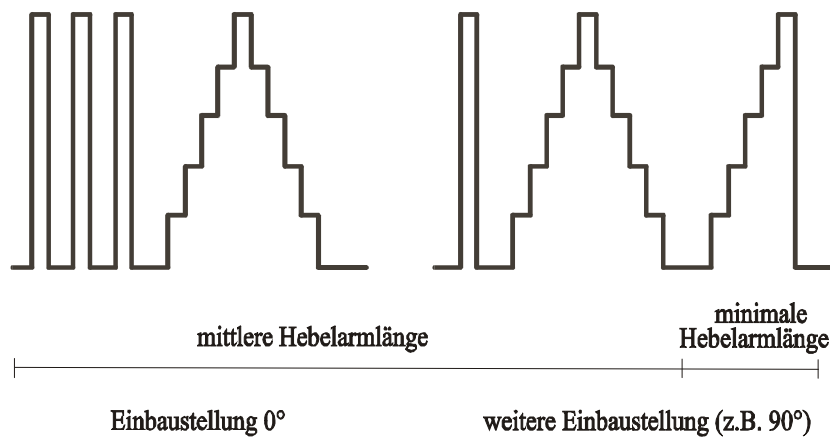 mittlere Hebelarmlänge
minimale
Hebelarmlänge
Einbaustellung 0°
weitere Einbaustellung (z.B. 90°)